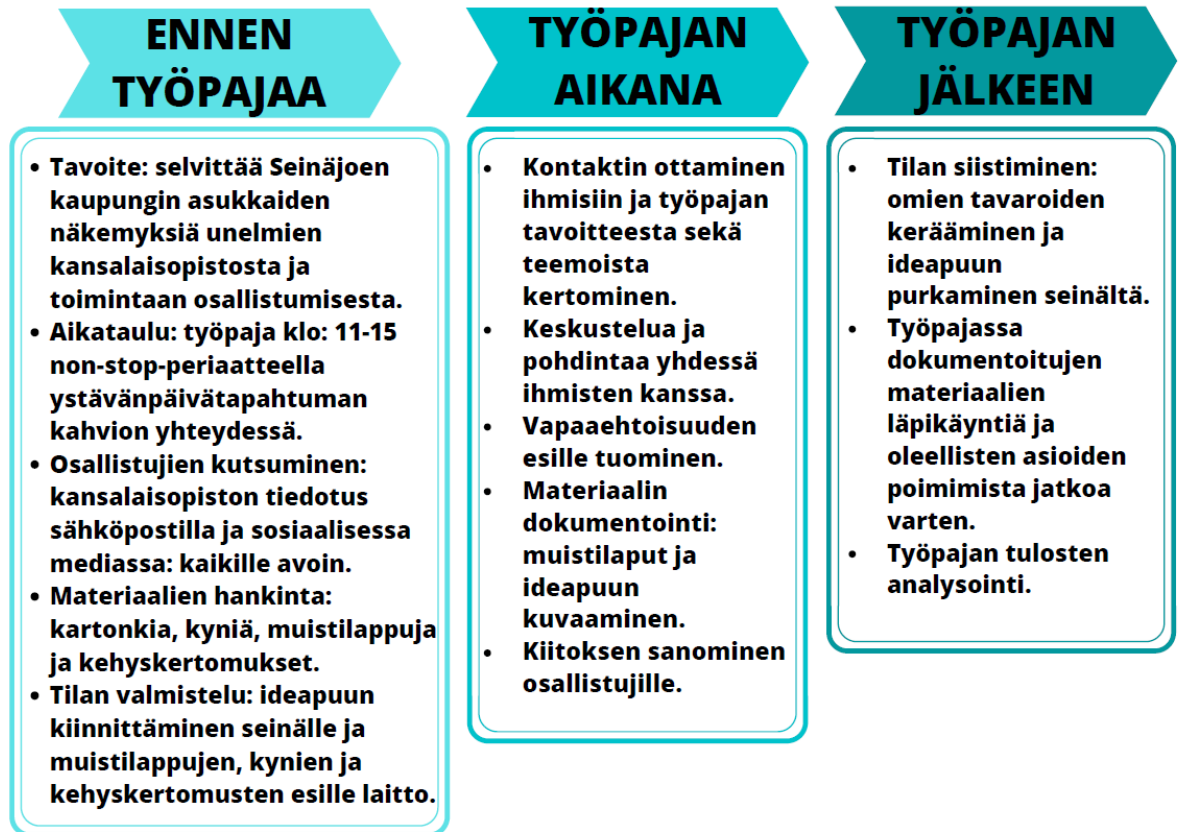 ENNEN
TYÖPAJAA
• Tavoite: selvittää Seinäjoen
kaupungin asukkaiden
näkemyksiä unelmien
kansalaisopistosta ja
toimintaan osallistumisesta.
• Aikataulu: työpaja klo: 11-15
non-stop-periaatteella
ystävänpäivätapahtuman
kahvion yhteydessä.
• Osallistujien kutsuminen:
kansalaisopiston tiedotus
sähköpostilla ja sosiaalisessa
mediassa: kaikille avoin.
• Materiaalien hankinta:
kartonkia, kyniä, muistilappuja
ja kehyskertomukset.
• Tilan valmistelu: ideapuun
kiinnittäminen seinälle ja
muistilappujen, kynien ja
kehyskertomusten esille laitto.
TYÖPAJAN
AIKANA
• Kontaktin ottaminen
ihmisiin ja työpajan
tavoitteesta sekä
teemoista
kertominen.
• Keskustelua ja
pohdintaa yhdessä
ihmisten kanssa.
• Vapaaehtoisuuden
esille tuominen.
• Materiaalin
dokumentointi:
muistilaput ja
ideapuun
kuvaaminen.
• Kiitoksen sanominen
osallistujille.
TYÖPAJAN
JÄLKEEN
• Tilan siistiminen:
omien tavaroiden
kerääminen ja
ideapuun
purkaminen seinältä.
• Työpajassa
dokumentoitujen
materiaalien
läpikäyntiä ja
oleellisten asioiden
poimimista jatkoa
varten.
• Työpajan tulosten
analysointi.